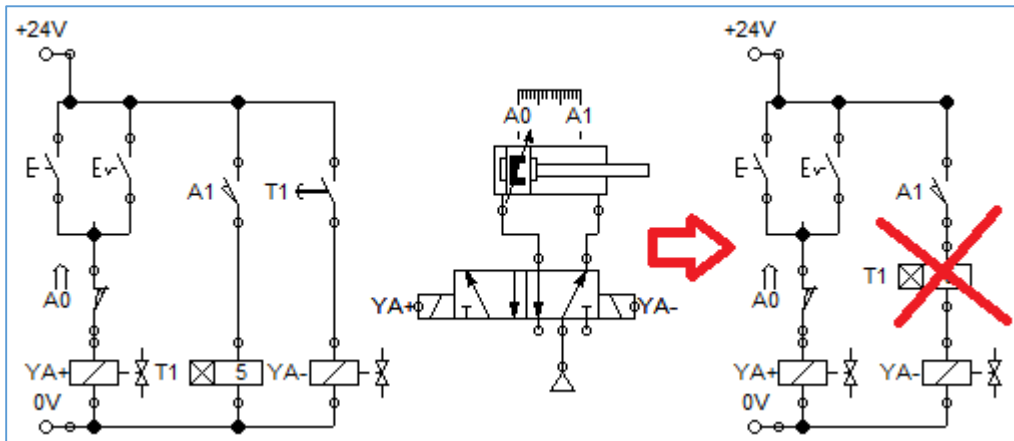 +24V
E
E
A1
T1
A0
YA+
T1
5
YA-
0V
A0
A1
YA+
YA-
+24V
E
E
A1
A0
T1
YA+
YA-
0V